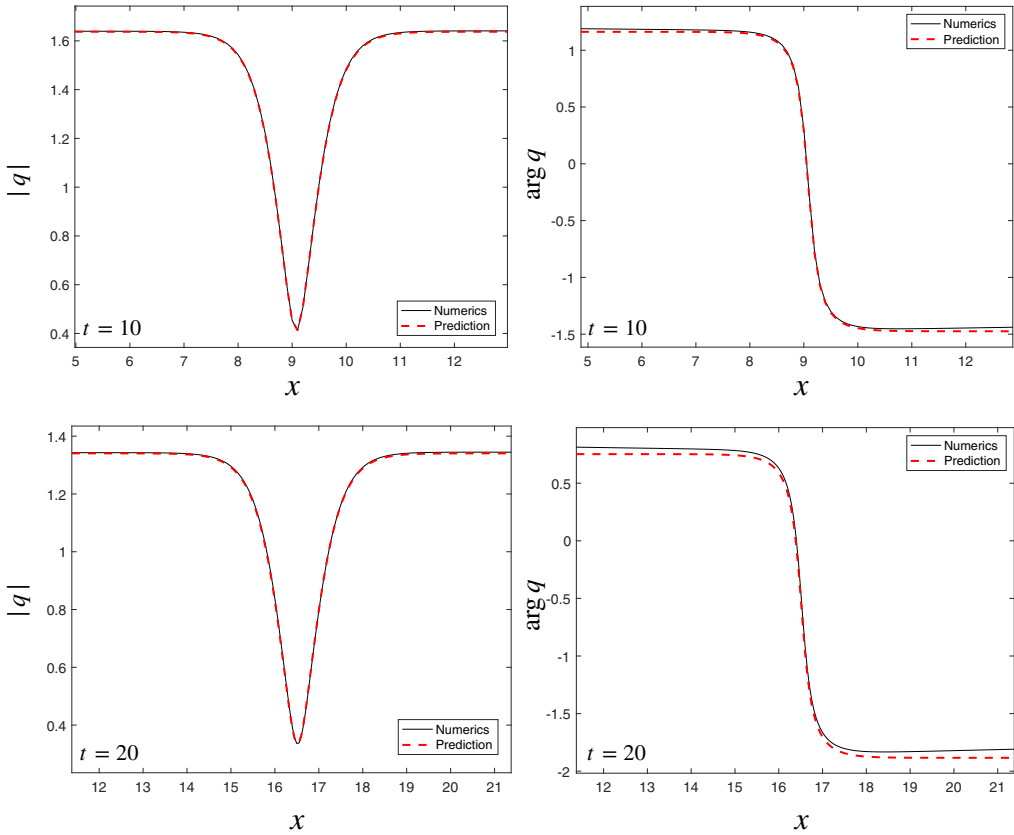 |q|
1.6
1.4
1.2
1
0.8
0.6
0.4
t = 10
Numerics
Prediction
5 6 7 8 9 10 11 12
x
arg q
1
0.5
0
-0.5
-1
-1.5
t = 10
Numerics
Prediction
5 6 7 8 9 10 11 12
x
|q|
1.4
1.2
1
0.8
0.6
0.4
t = 20
Numerics
Prediction
12 13 14 15 16 17 18 19 20 21
x
arg q
0.5
0
-0.5
-1
-1.5
-2
t = 20
Numerics
Prediction
12 13 14 15 16 17 18 19 20 21
x